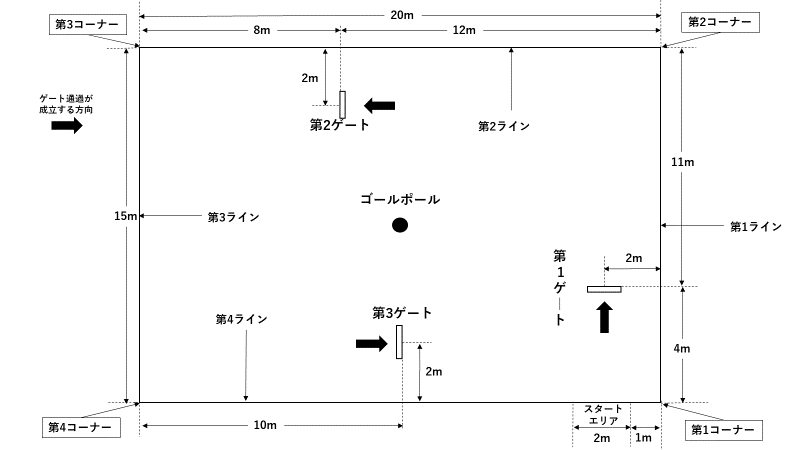 20m
第3コーナー
第2コーナー
8m
12m
2m
ゲート通過が
成立する方向
第2ゲート
第2ライン
11m
ゴールポール
15m
第3ライン
第1ライン
第1ゲート
2m
第3ゲート
第4ライン
4m
2m
第4コーナー
10m
スタート
エリア
2m
1m
第1コーナー